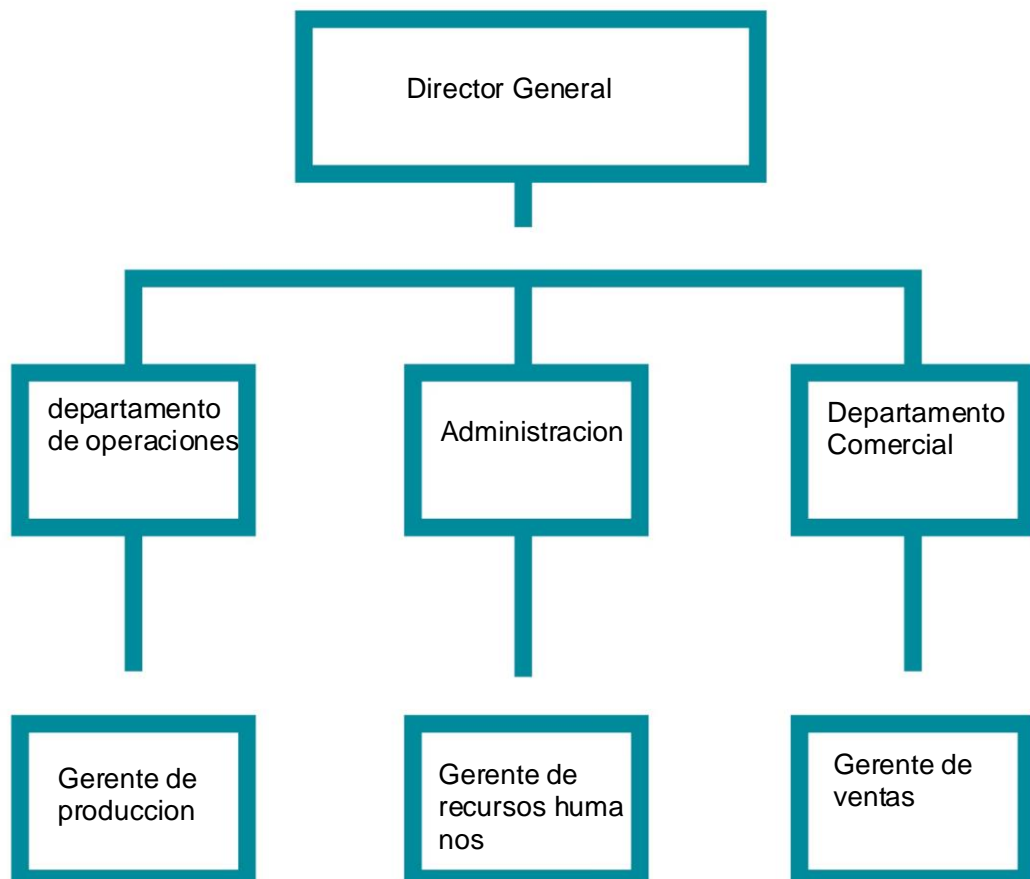 Director General
departamento
de operaciones
Administracion
Departamento
Comercial
Gerente de
produccion
Gerente de
recursos huma
nos
Gerente de
ventas